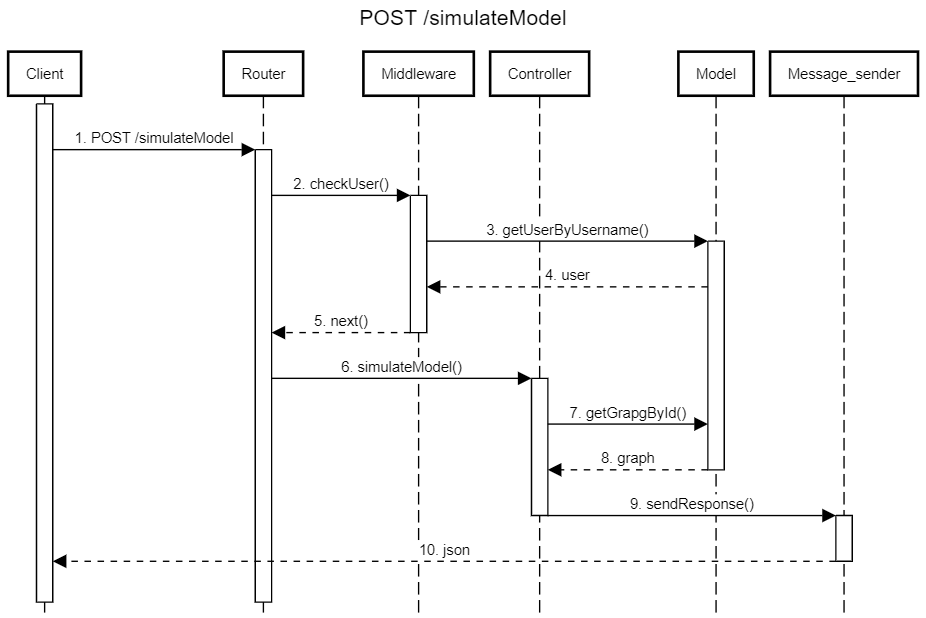 POST /simulateModel
Client
Router
Middleware
Controller
Model
Message_sender
1. POST /simulateModel
2. checkUser()
3. getUserByUsername()
4. user
5. next()
6. simulateModel()
7. getGrapgById()
8. graph
9. sendResponse()
10. json